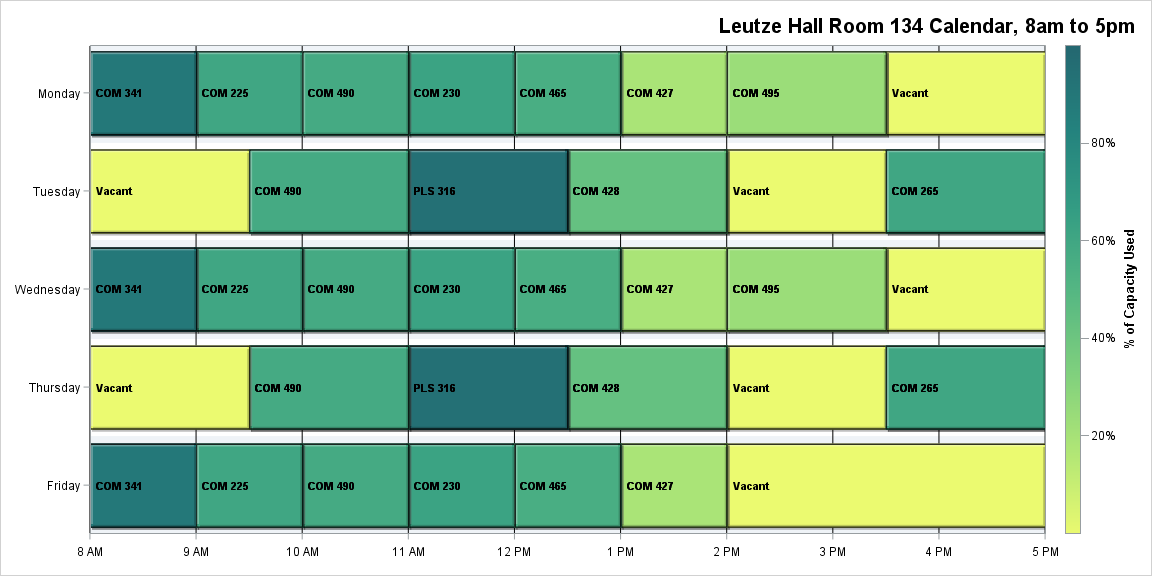 Leutze Hall Room 134 Calendar, 8am to 5pm
Monday COM 341 COM 225 COM 490 COM 230 COM 465 COM 427 COM 495 Vacant
Tuesday Vacant COM 490 PLS 316 COM 428 Vacant COM 265
Wednesday COM 341 COM 225 COM 490 COM 230 COM 465 COM 427 COM 495 Vacant
Thursday Vacant COM 490 PLS 316 COM 428 Vacant COM 265
Friday COM 341 COM 225 COM 490 COM 230 COM 465 COM 427 Vacant
8 AM 9 AM 10 AM 11 AM 12 PM 1 PM 2 PM 3 PM 4 PM 5 PM
80%
60%
40%
20%
% of Capacity Used